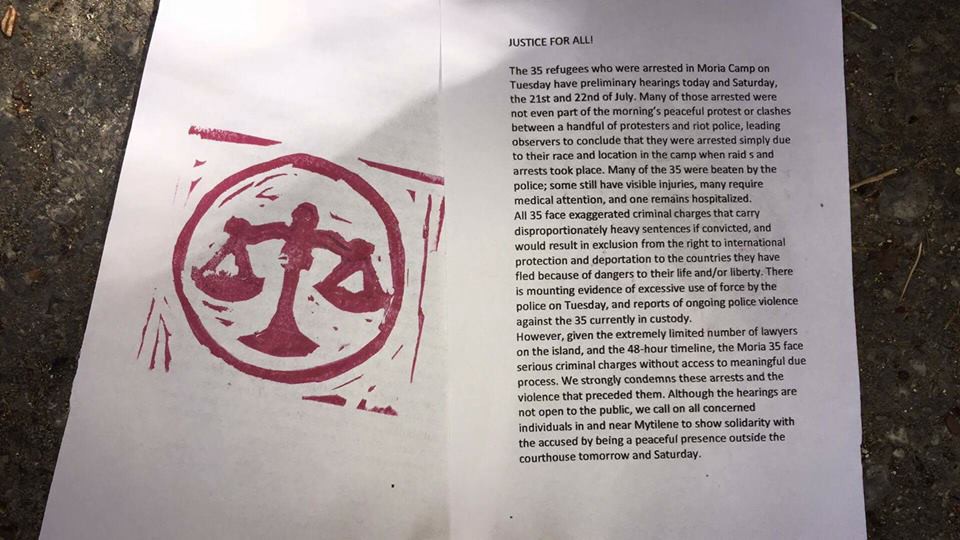 JUSTICE FOR ALL!
The 35 refugees who were arrested in Moria Camp on
Tuesday have preliminary hearings today and Saturday,
the 21st and 22nd of July. Many of those arrested were
not even part of the morning's peaceful protest or clashes
between a handful of protesters and riot police, leading
observers to conclude that they were arrested simply due
to their race and location in the camp when raid s and
arrests took place. Many of the 35 were beaten by the
police; some still have visible injuries, many require
medical attention, and one remains hospitalized.
All 35 face exaggerated criminal charges that carry
disproportionately heavy sentences if convicted, and
would result in exclusion from the right to international
protection and deportation to the countries they have
fled because of dangers to their life and/or liberty. There
is mounting evidence of excessive use of force by the
police on Tuesday, and reports of ongoing police violence
against the 35 currently in custody.
However, given the extremely limited number of lawyers
on the island, and the 48-hour timeline, the Moria 35 face
serious criminal charges without access to meaningful due
process. We strongly condemns these arrests and the
violence that preceded them. Although the hearings are
not open to the public, we call on all concerned
individuals in and near Mytilene to show solidarity with
the accused by being a peaceful presence outside the
courthouse tomorrow and Saturday.